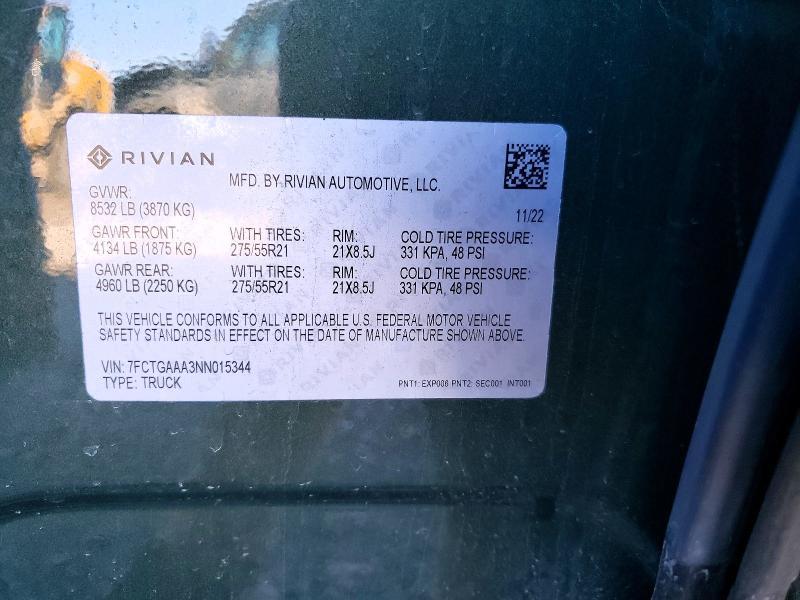 RIVIAN
MFD. BY RIVIAN AUTOMOTIVE, LLC.
GVWR:
8532 LB (3870 KG)
11/22
GAWR FRONT: WITH TIRES: RIM: COLD TIRE PRESSURE:
4134 LB (1875 KG) 275/55R21 21X8.5J 331 KPA, 48 PSI
GAWR REAR: WITH TIRES: RIM: COLD TIRE PRESSURE:
4960 LB (2250 KG) 275/55R21 21X8.5J 331 KPA, 48 PSI
THIS VEHICLE CONFORMS TO ALL APPLICABLE U.S. FEDERAL MOTOR VEHICLE
SAFETY STANDARDS IN EFFECT ON THE DATE OF MANUFACTURE SHOWN ABOVE.
VIN: 7FCTGAAA3NN015344
TYPE: TRUCK
PNT1: EXP006 PNT2: SEC001 INT001